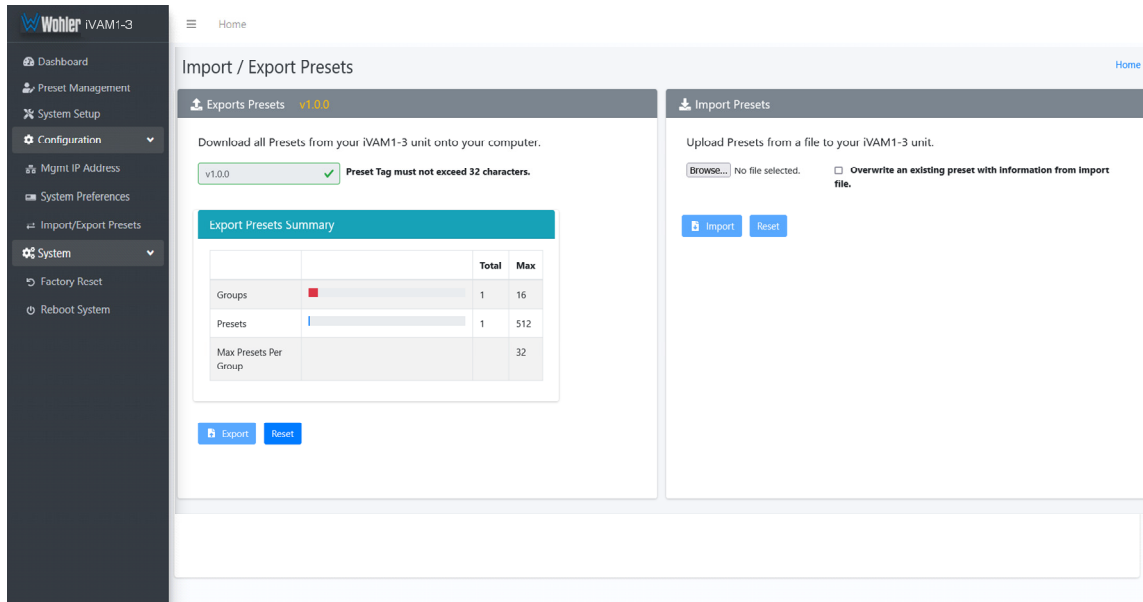 Wohler iVAM1-3
Home
Dashboard
Preset Management
System Setup
Configuration
Mgmt IP Address
System Preferences
Import/Export Presets
System
Factory Reset
Reboot System
Import / Export Presets
Home
Exports Presets v1.0.0
Download all Presets from your iVAM1-3 unit onto your computer.
v1.0.0
Preset Tag must not exceed 32 characters.
Export Presets Summary
Total Max
Groups 1 16
Presets 1 512
Max Presets Per
Group
32
Export Reset
Import Presets
Upload Presets from a file to your iVAM1-3 unit.
Browse... No file selected.
Overwrite an existing preset with information from import
file.
Import Reset